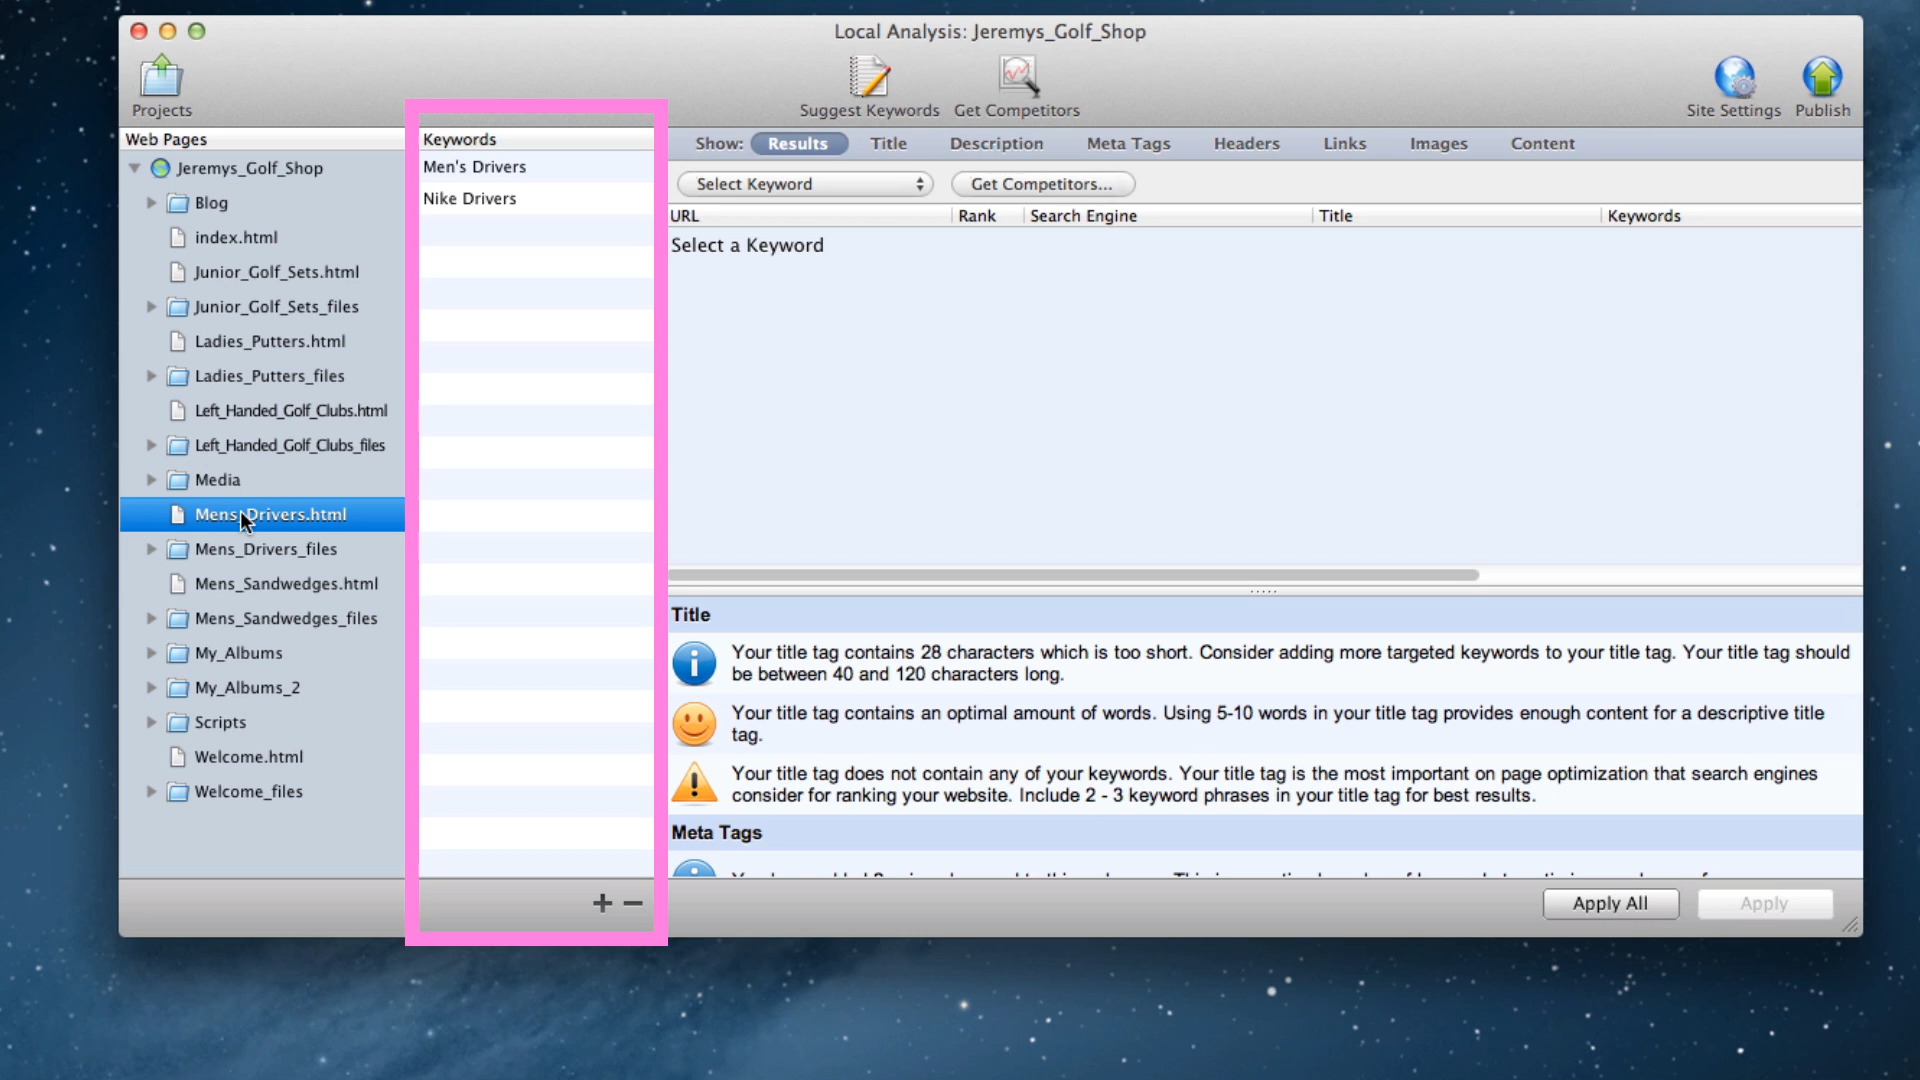 Local Analysis: Jeremys_Golf_Shop
Projects
Suggest Keywords
Get Competitors
Site Settings
Publish
Web Pages
Jeremys_Golf_Shop
Blog
index.html
Junior_Golf_Sets.html
Junior_Golf_Sets_files
Ladies_Putters.html
Ladies_Putters_files
Left_Handed_Golf_Clubs.html
Left_Handed_Golf_Clubs_files
Media
Mens_Drivers.html
Mens_Drivers_files
Mens_Sandwedges.html
Mens_Sandwedges_files
My_Albums
My_Albums_2
Scripts
Welcome.html
Welcome_files
Keywords
Men's Drivers
Nike Drivers
Show: Results Title Description Meta Tags Headers Links Images Content
Select Keyword
Get Competitors...
URL Rank Search Engine Title Keywords
Select a Keyword
Title
Your title tag contains 28 characters which is too short. Consider adding more targeted keywords to your title tag. Your title tag should
be between 40 and 120 characters long.
Your title tag contains an optimal amount of words. Using 5-10 words in your title tag provides enough content for a descriptive title
tag.
Your title tag does not contain any of your keywords. Your title tag is the most important on page optimization that search engines
consider for ranking your website. Include 2 - 3 keyword phrases in your title tag for best results.
Meta Tags
Apply All
Apply